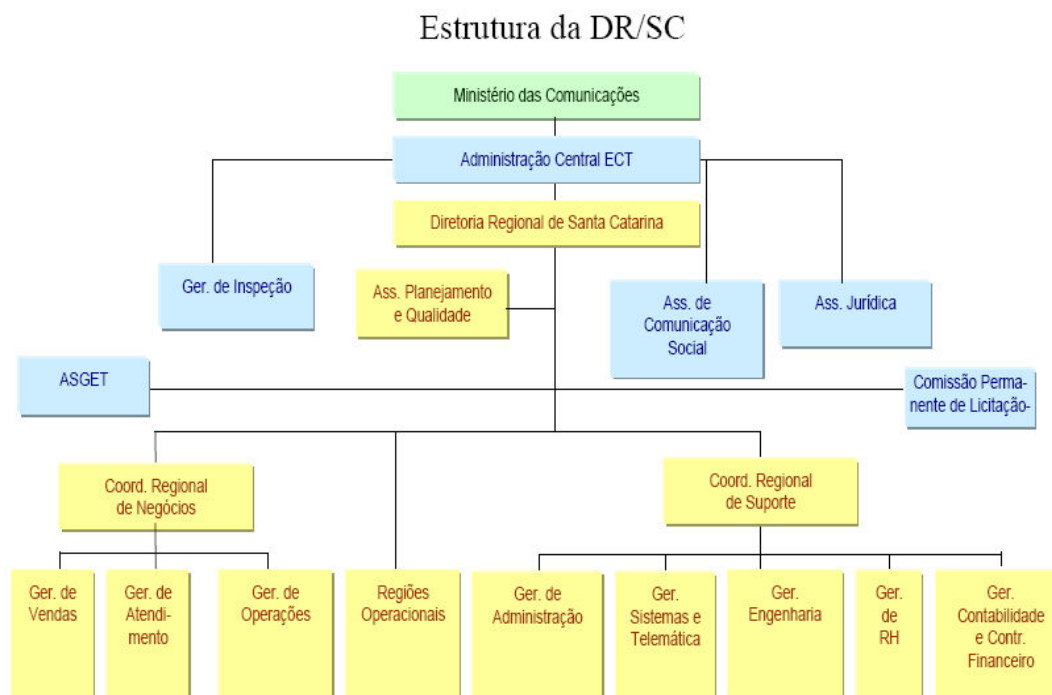 Estrutura da DR/SC
Ministério das Comunicações
Administração Central ECT
Diretoria Regional de Santa Catarina
Ger. de Inspeção
Ass. Planejamento
e Qualidade
Ass. de
Comunicação
Social
Ass. Jurídica
ASGET
Comissão Perma-
nente de Licitação-
Coord. Regional
de Negócios
Coord. Regional
de Suporte
Ger. de
Vendas
Ger. de
Atendi-
mento
Ger. de
Operações
Regiões
Operacionais
Ger. de
Administração
Ger.
Sistemas e
Telemática
Ger.
Engenharia
Ger.
de
RH
Ger.
Contabilidade
e Contr.
Financeiro